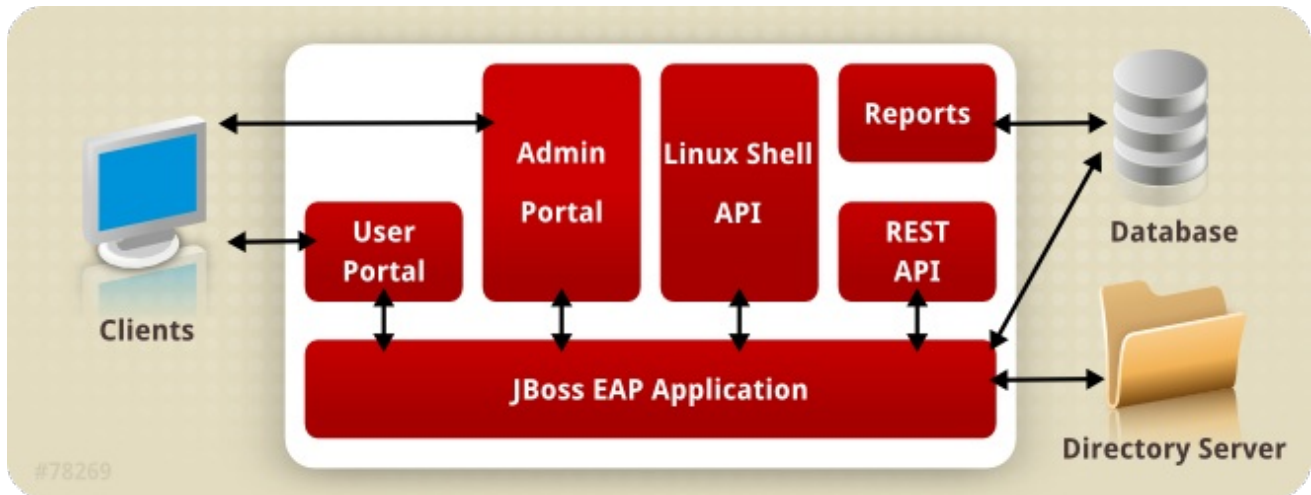 Clients
User
Portal
Admin
Portal
Linux Shell
API
Reports
REST
API
JBoss EAP Application
Database
Directory Server
#78269